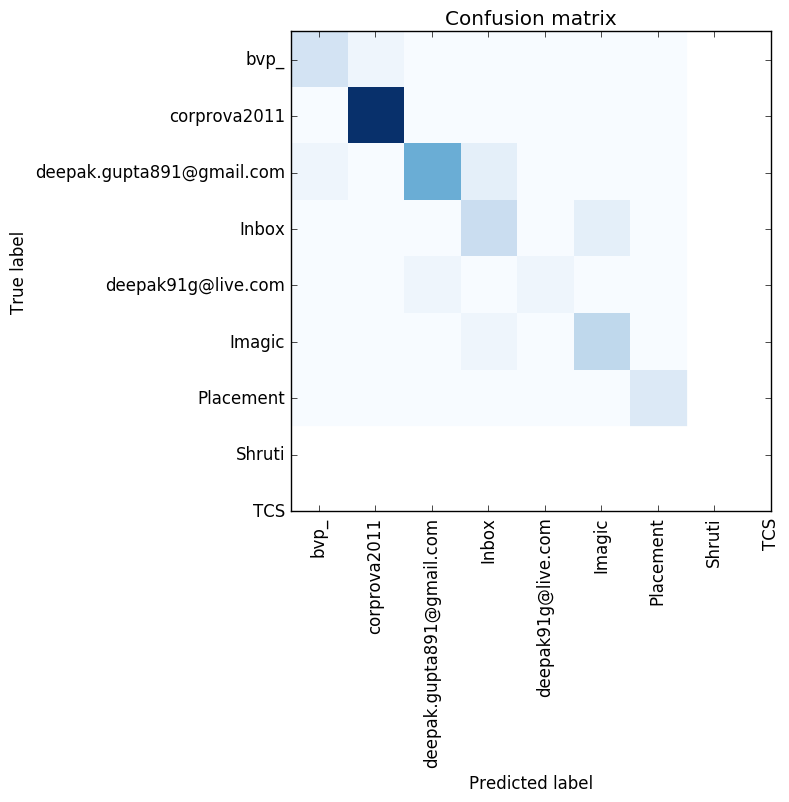 Confusion matrix
True label
bvp_
corprova2011
deepak.gupta891@gmail.com
Inbox
deepak91g@live.com
Imagic
Placement
Shruti
TCS
bvp_
corprova2011
deepak.gupta891@gmail.com
Inbox
deepak91g@live.com
Imagic
Placement
Shruti
TCS
Predicted label